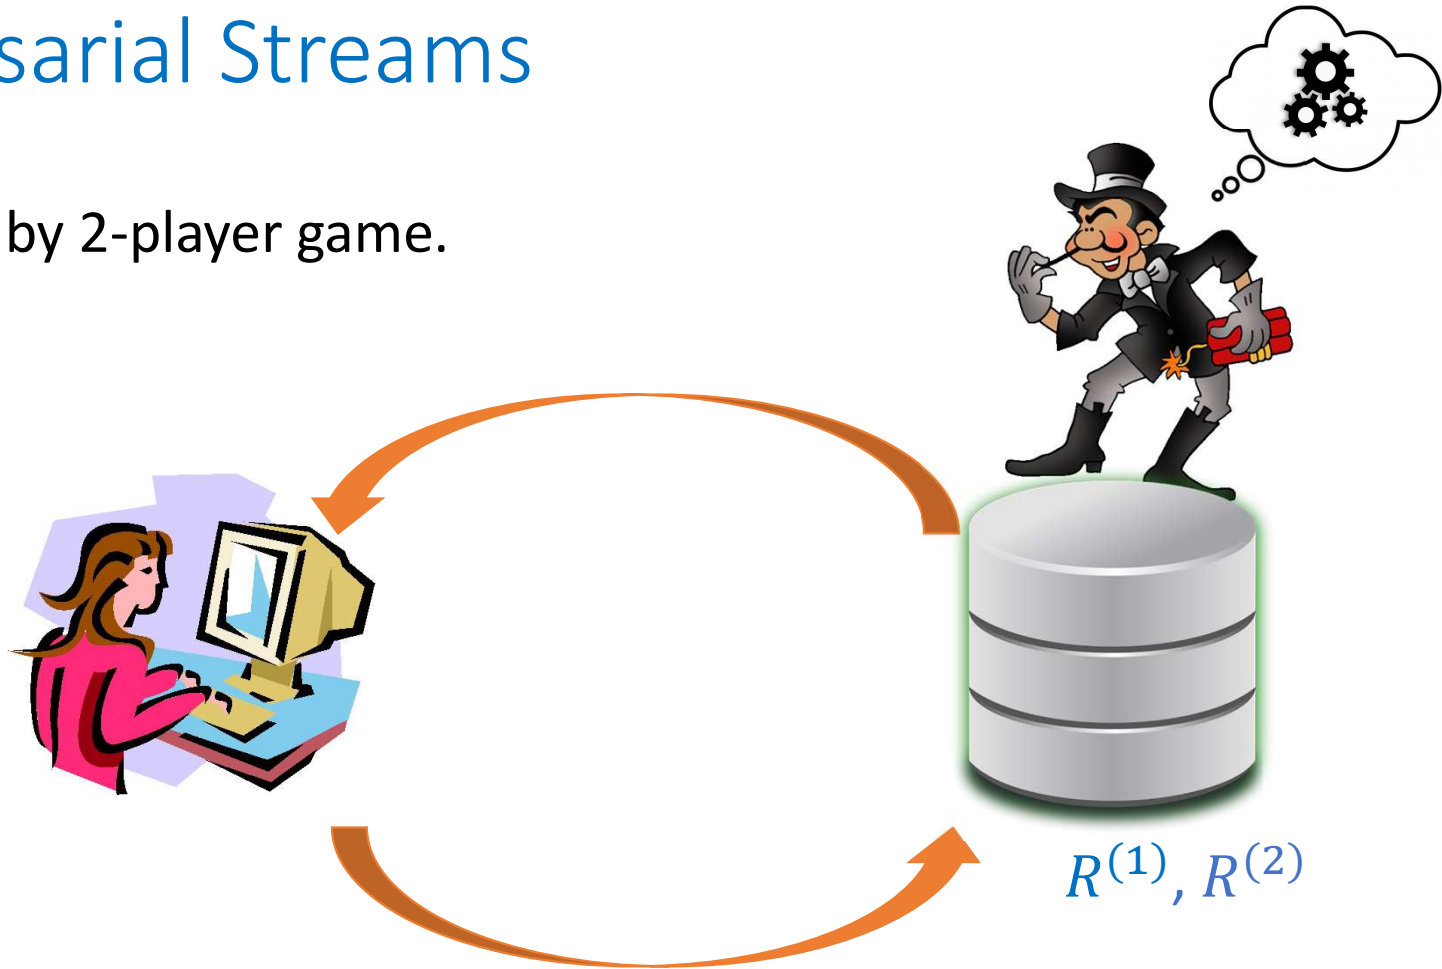 sarial Streams
by 2-player game.
R^(1), R^(2)